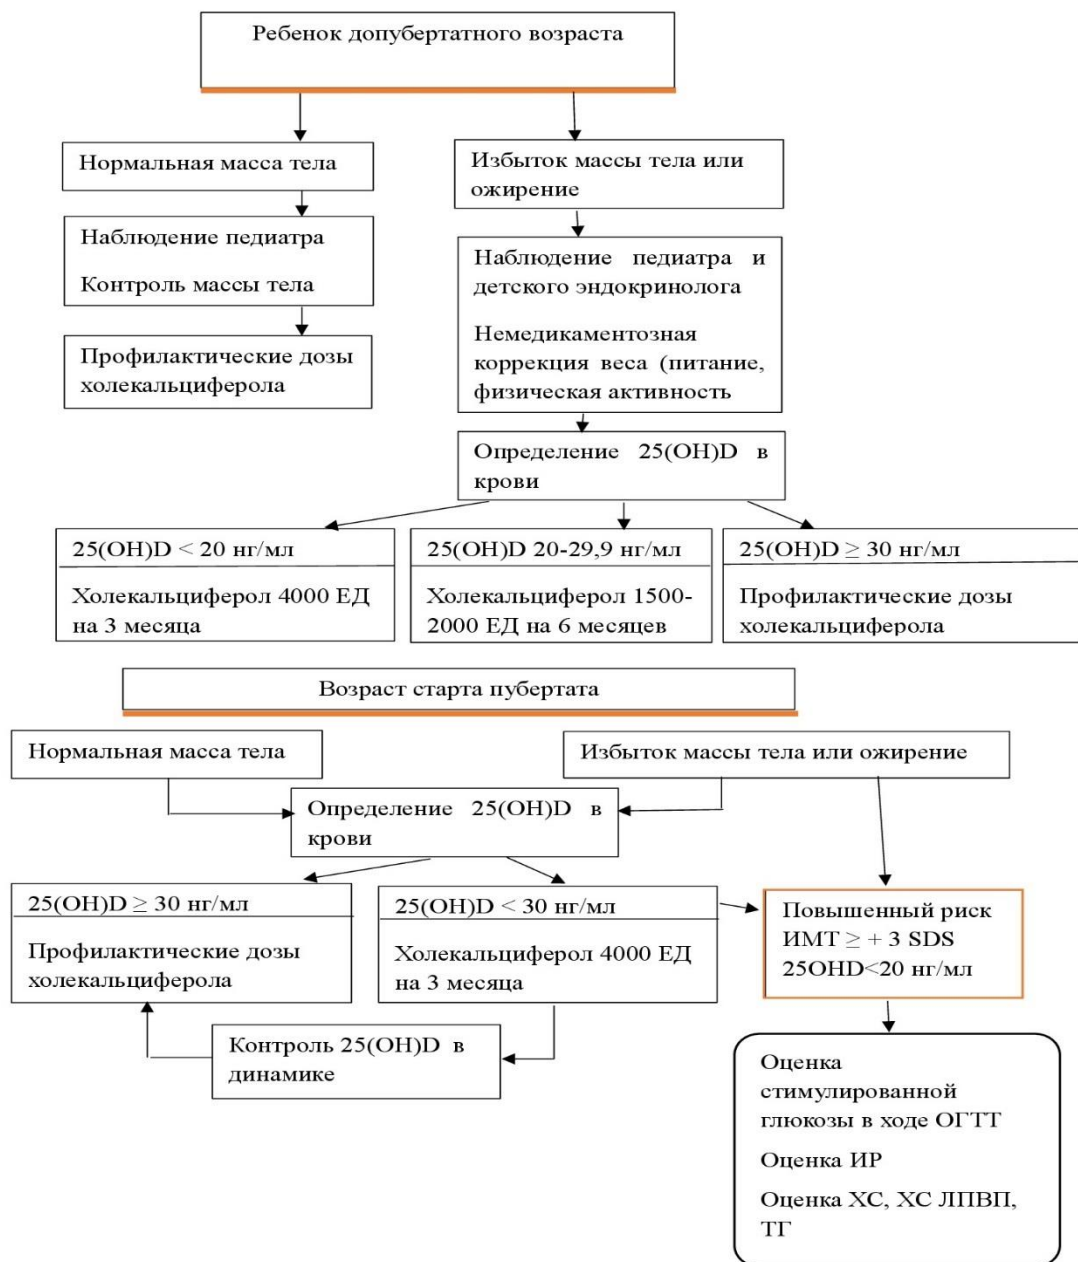 Ребенок допубертатного возраста
Нормальная масса тела
Избыток массы тела или
ожирение
Наблюдение педиатра
Контроль массы тела
Наблюдение педиатра и
детского эндокринолога
Немедикаментозная
коррекция веса (питание,
физическая активность
Профилактические дозы
холекальциферола
Определение 25(OH)D в
крови
25(OH)D < 20 нг/мл
Холекальциферол 4000 ЕД
на 3 месяца
25(OH)D 20-29,9 нг/мл
Холекальциферол 1500-
2000 ЕД на 6 месяцев
25(OH)D ≥ 30 нг/мл
Профилактические дозы
холекальциферола
Возраст старта пубертата
Нормальная масса тела
Избыток массы тела или ожирение
Определение 25(OH)D в
крови
25(OH)D ≥ 30 нг/мл
Профилактические дозы
холекальциферола
25(OH)D < 30 нг/мл
Холекальциферол 4000 ЕД
на 3 месяца
Повышенный риск
ИМТ ≥ + 3 SDS
25OHD<20 нг/мл
Контроль 25(OH)D в
динамике
Оценка
стимулированной
глюкозы в ходе ОГТТ
Оценка ИР
Оценка ХС, ХС ЛПВП,
ТГ